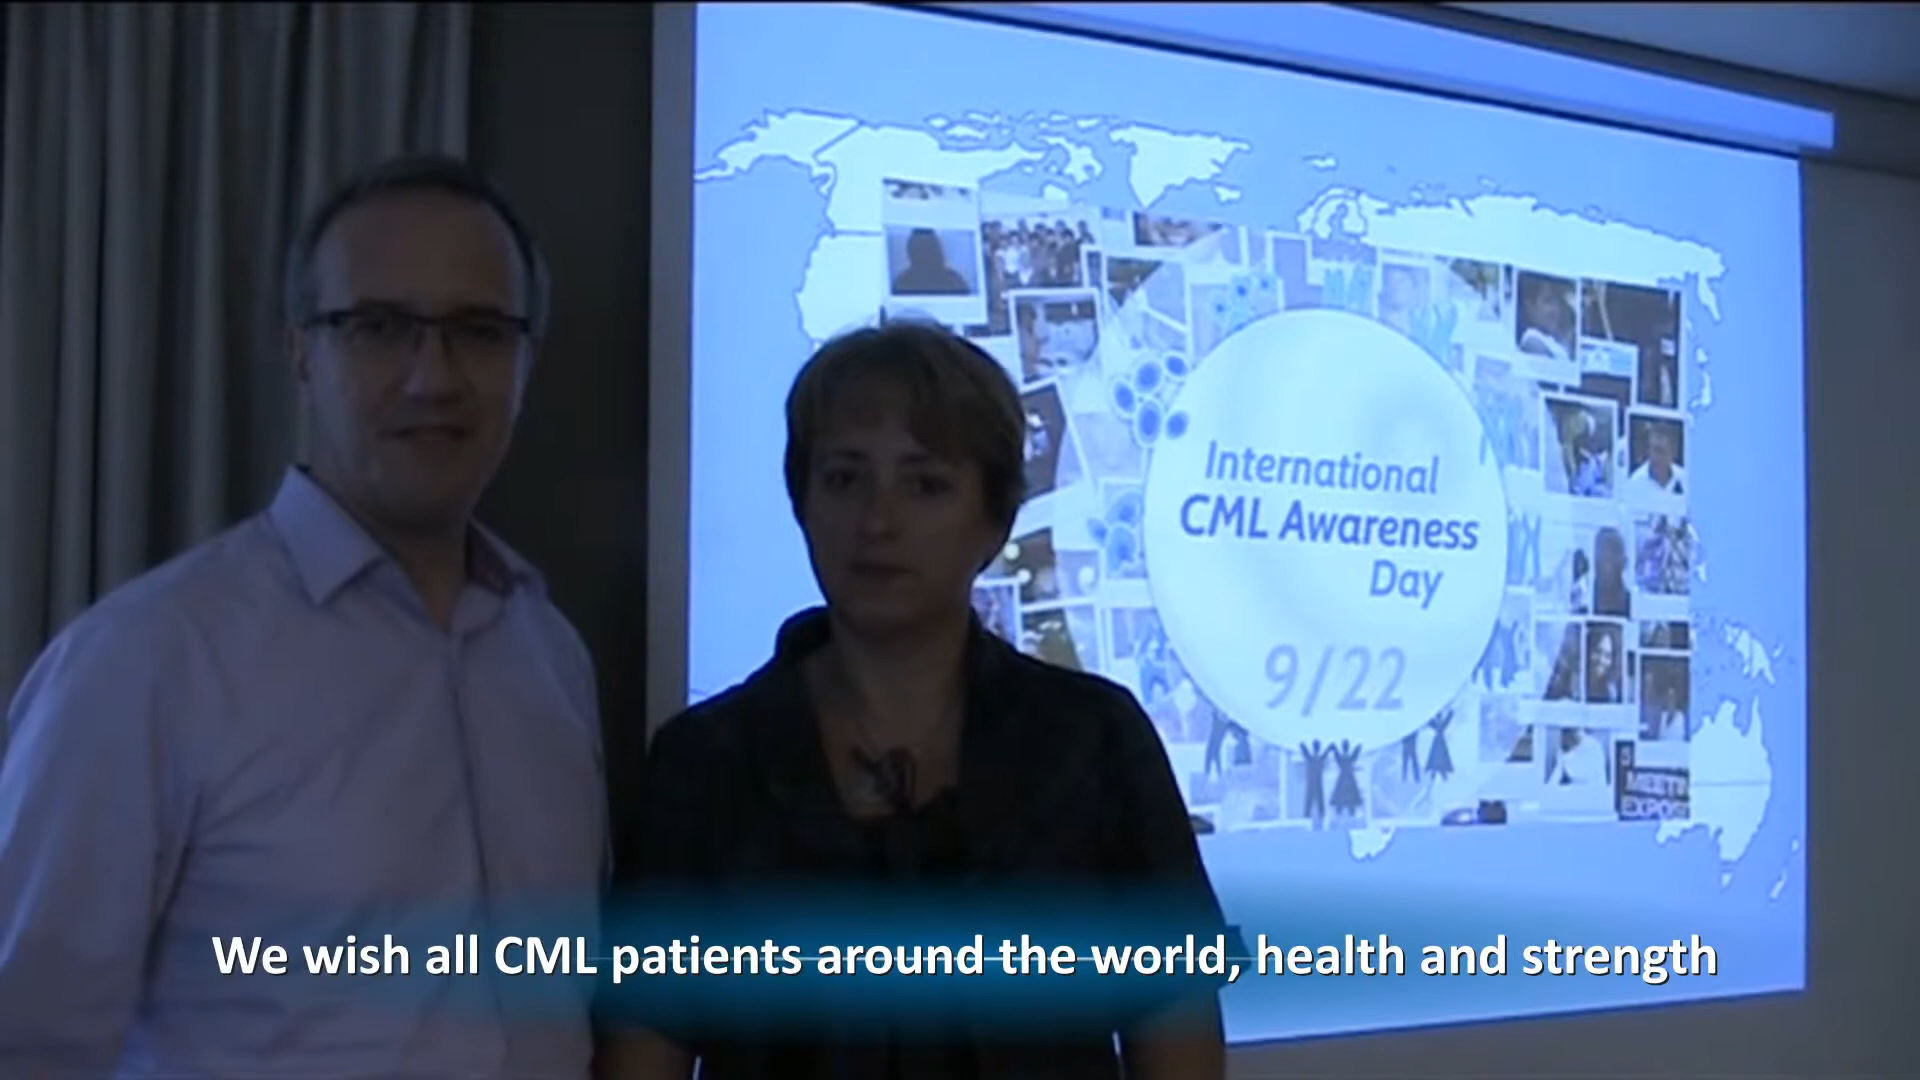 International
CML Awareness
Day
9/22
We wish all CML patients around the world, health and strength